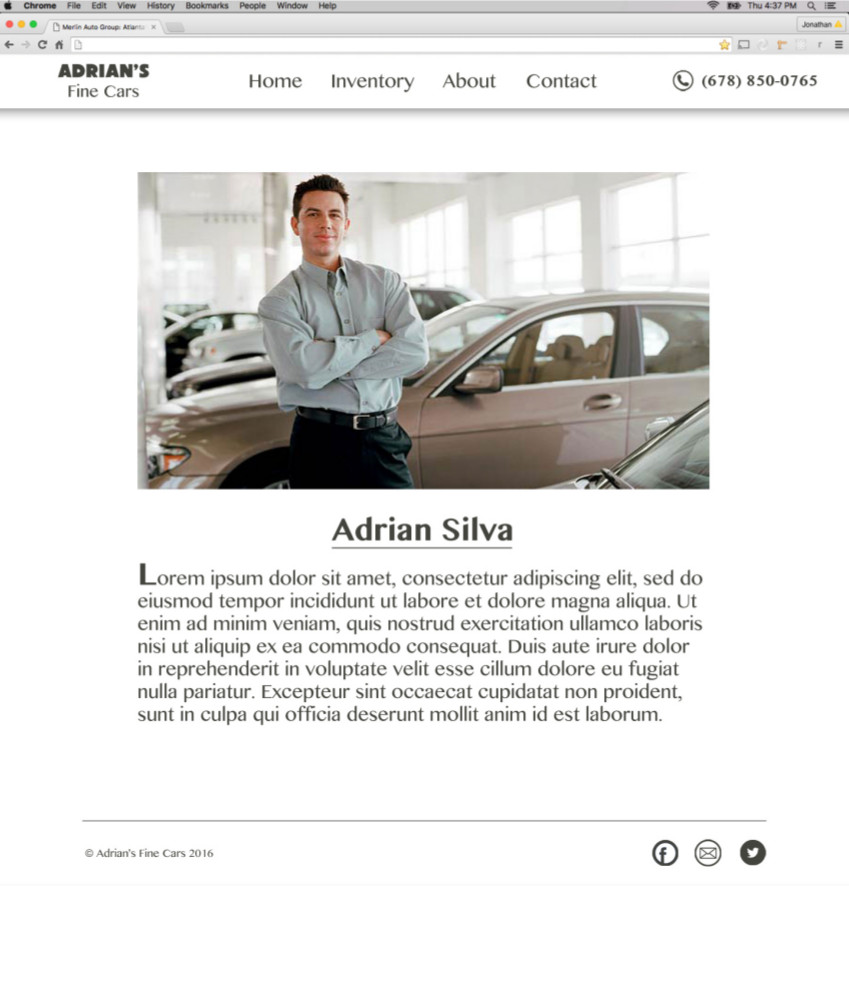 Chrome File Edit View History Bookmarks People Window Help Thu 4:37 PM
Merlin Auto Group: Atlanta
Jonathan
ADRIAN'S
Fine Cars
Home Inventory About Contact (678) 850-0765
Adrian Silva
Lorem ipsum dolor sit amet, consectetur adipiscing elit, sed do
eiusmod tempor incididunt ut labore et dolore magna aliqua. Ut
enim ad minim veniam, quis nostrud exercitation ullamco laboris
nisi ut aliquip ex ea commodo consequat. Duis aute irure dolor
in reprehenderit in voluptate velit esse cillum dolore eu fugiat
nulla pariatur. Excepteur sint occaecat cupidatat non proident,
sunt in culpa qui officia deserunt mollit anim id est laborum.
© Adrian's Fine Cars 2016